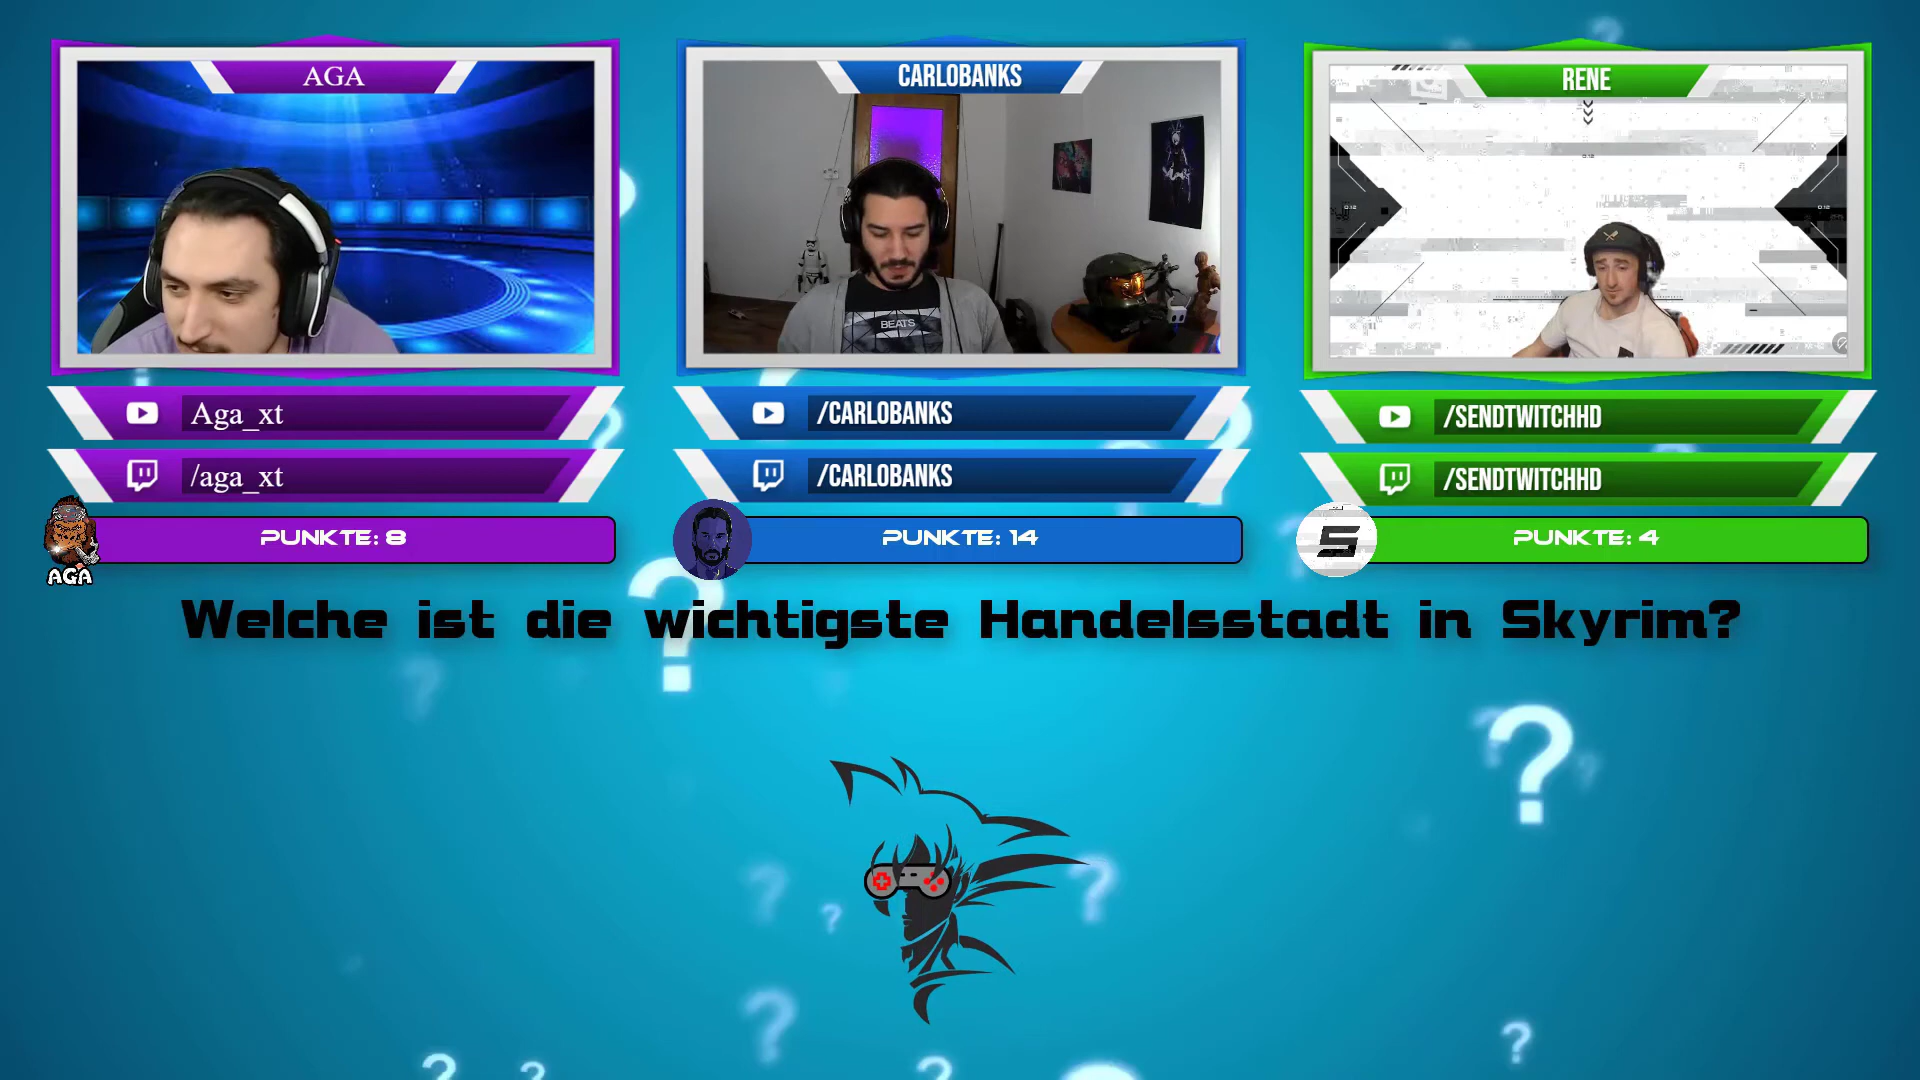 AGA
CARLOBANKS
RENE
BEATS
Aga_xt
/CARLOBANKS
/SENDTWITCHHD
/aga_xt
/CARLOBANKS
/SENDTWITCHHD
AGA
PUNKTE: 8
PUNKTE: 14
S
PUNKTE: 4
Welche ist die wichtigste Handelsstadt in Skyrim?